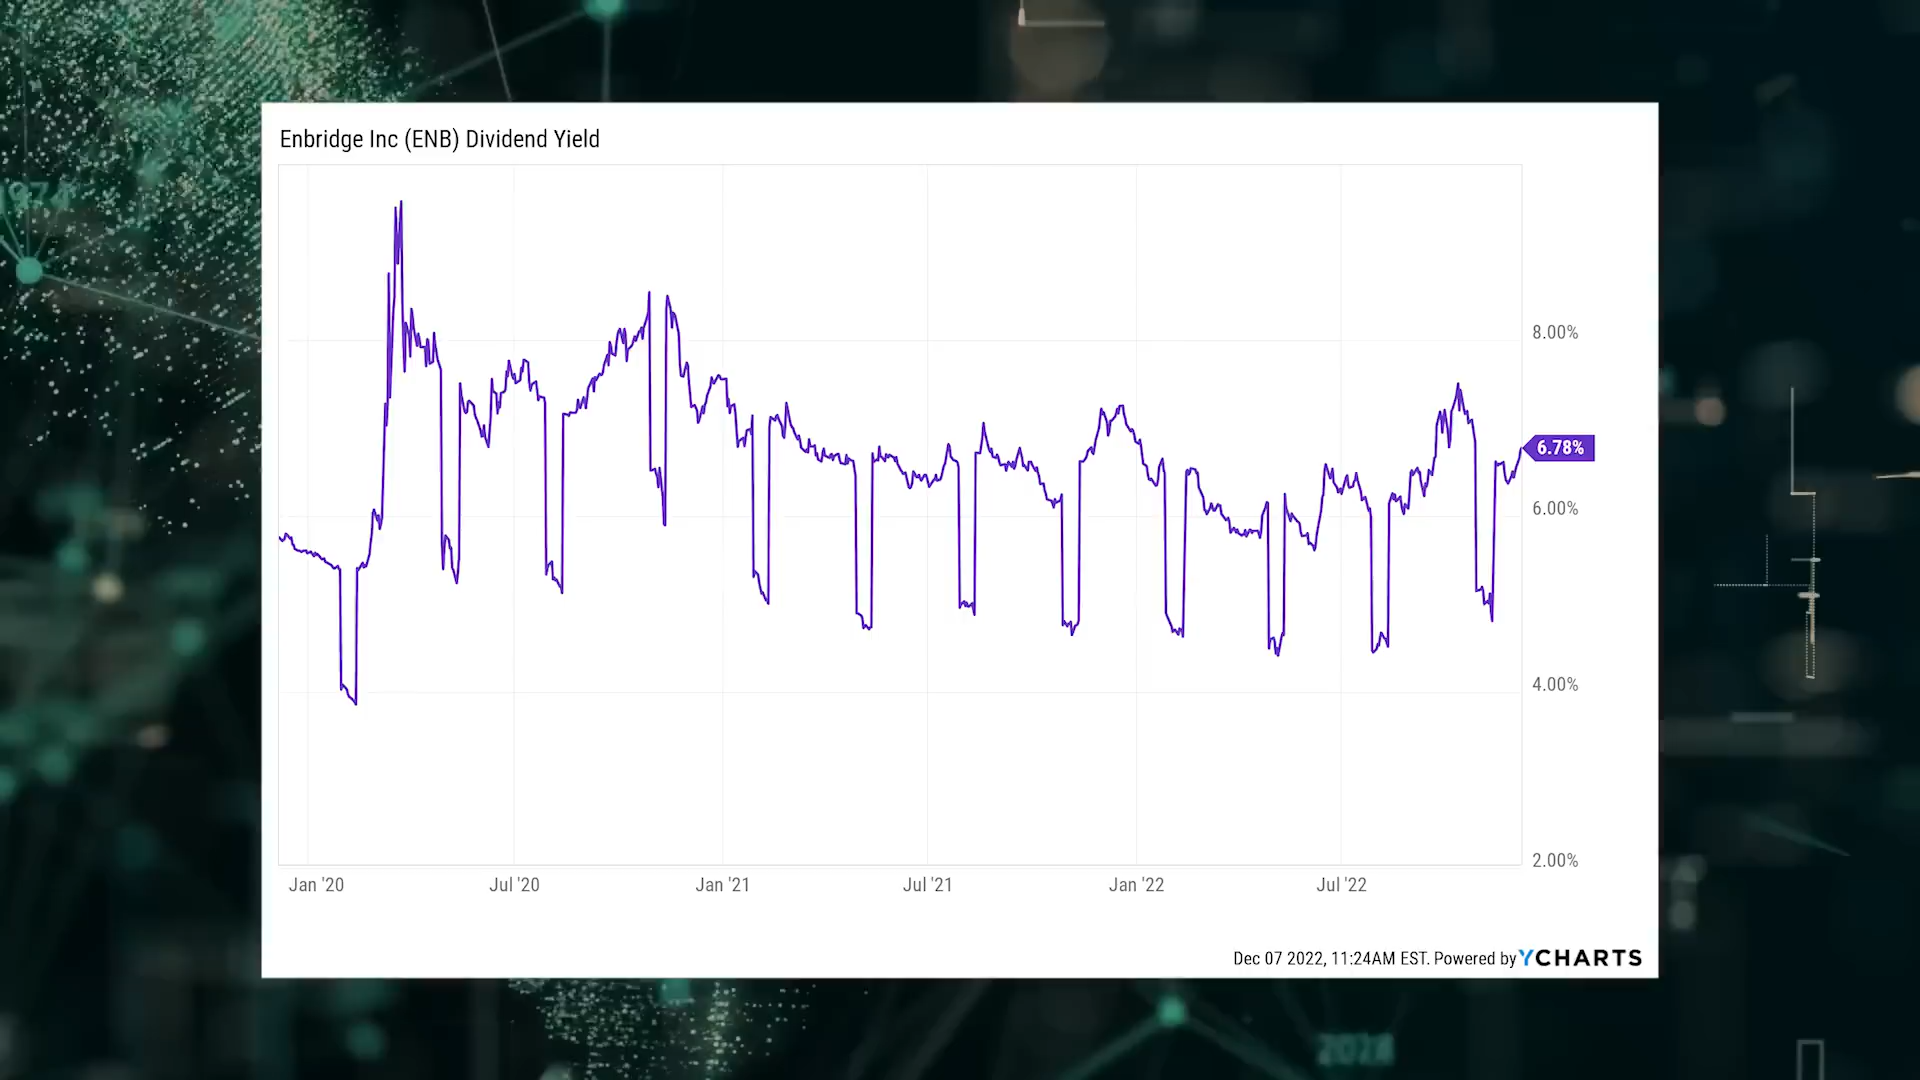 1974
Enbridge Inc (ENB) Dividend Yield
8.00%
6.78%
6.00%
4.00%
2.00%
Jan '20 Jul '20 Jan '21 Jul '21 Jan '22 Jul '22
Dec 07 2022, 11:24AM EST. Powered by YCHARTS